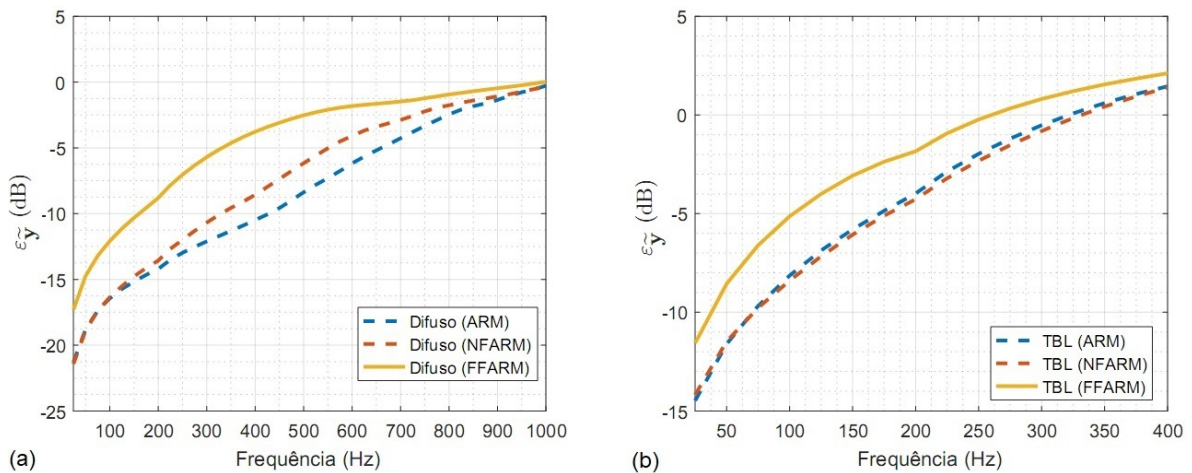 5
0
-5
-10
-15
-20
-25
ε ỹ (dB)
100 200 300 400 500 600 700 800 900 1000
Frequência (Hz)
Difuso (ARM)
Difuso (NFARM)
Difuso (FFARM)
(a)
5
0
-5
-10
-15
ε ỹ (dB)
50 100 150 200 250 300 350 400
Frequência (Hz)
TBL (ARM)
TBL (NFARM)
TBL (FFARM)
(b)